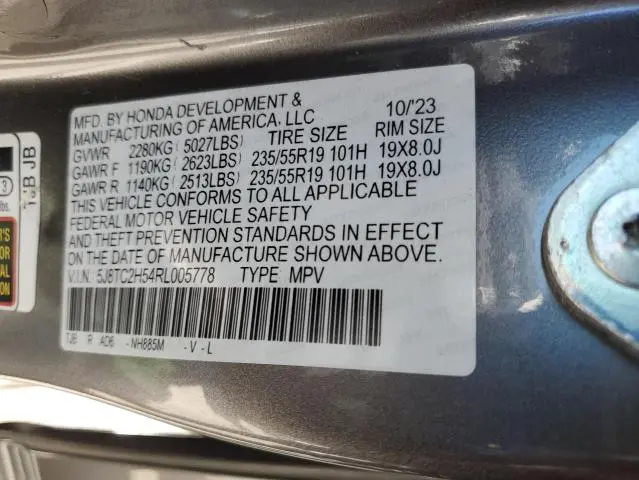 MFD. BY HONDA DEVELOPMENT & 10/'23
MANUFACTURING OF AMERICA, LLC
GVWR 2280KG (5027LBS) TIRE SIZE RIM SIZE
GAWR F 1190KG (2623LBS) 235/55R19 101H 19X8.0J
GAWR R 1140KG (2513LBS) 235/55R19 101H 19X8.0J
THIS VEHICLE CONFORMS TO ALL APPLICABLE
FEDERAL MOTOR VEHICLE SAFETY
AND THEFT PREVENTION STANDARDS IN EFFECT
ON THE DATE OF MANUFACTURE SHOWN ABOVE.
V.I.N.: 5J8TC2H54RL005778 TYPE: MPV
TJB R AD6 -NH885M -V-L
3
lbs.